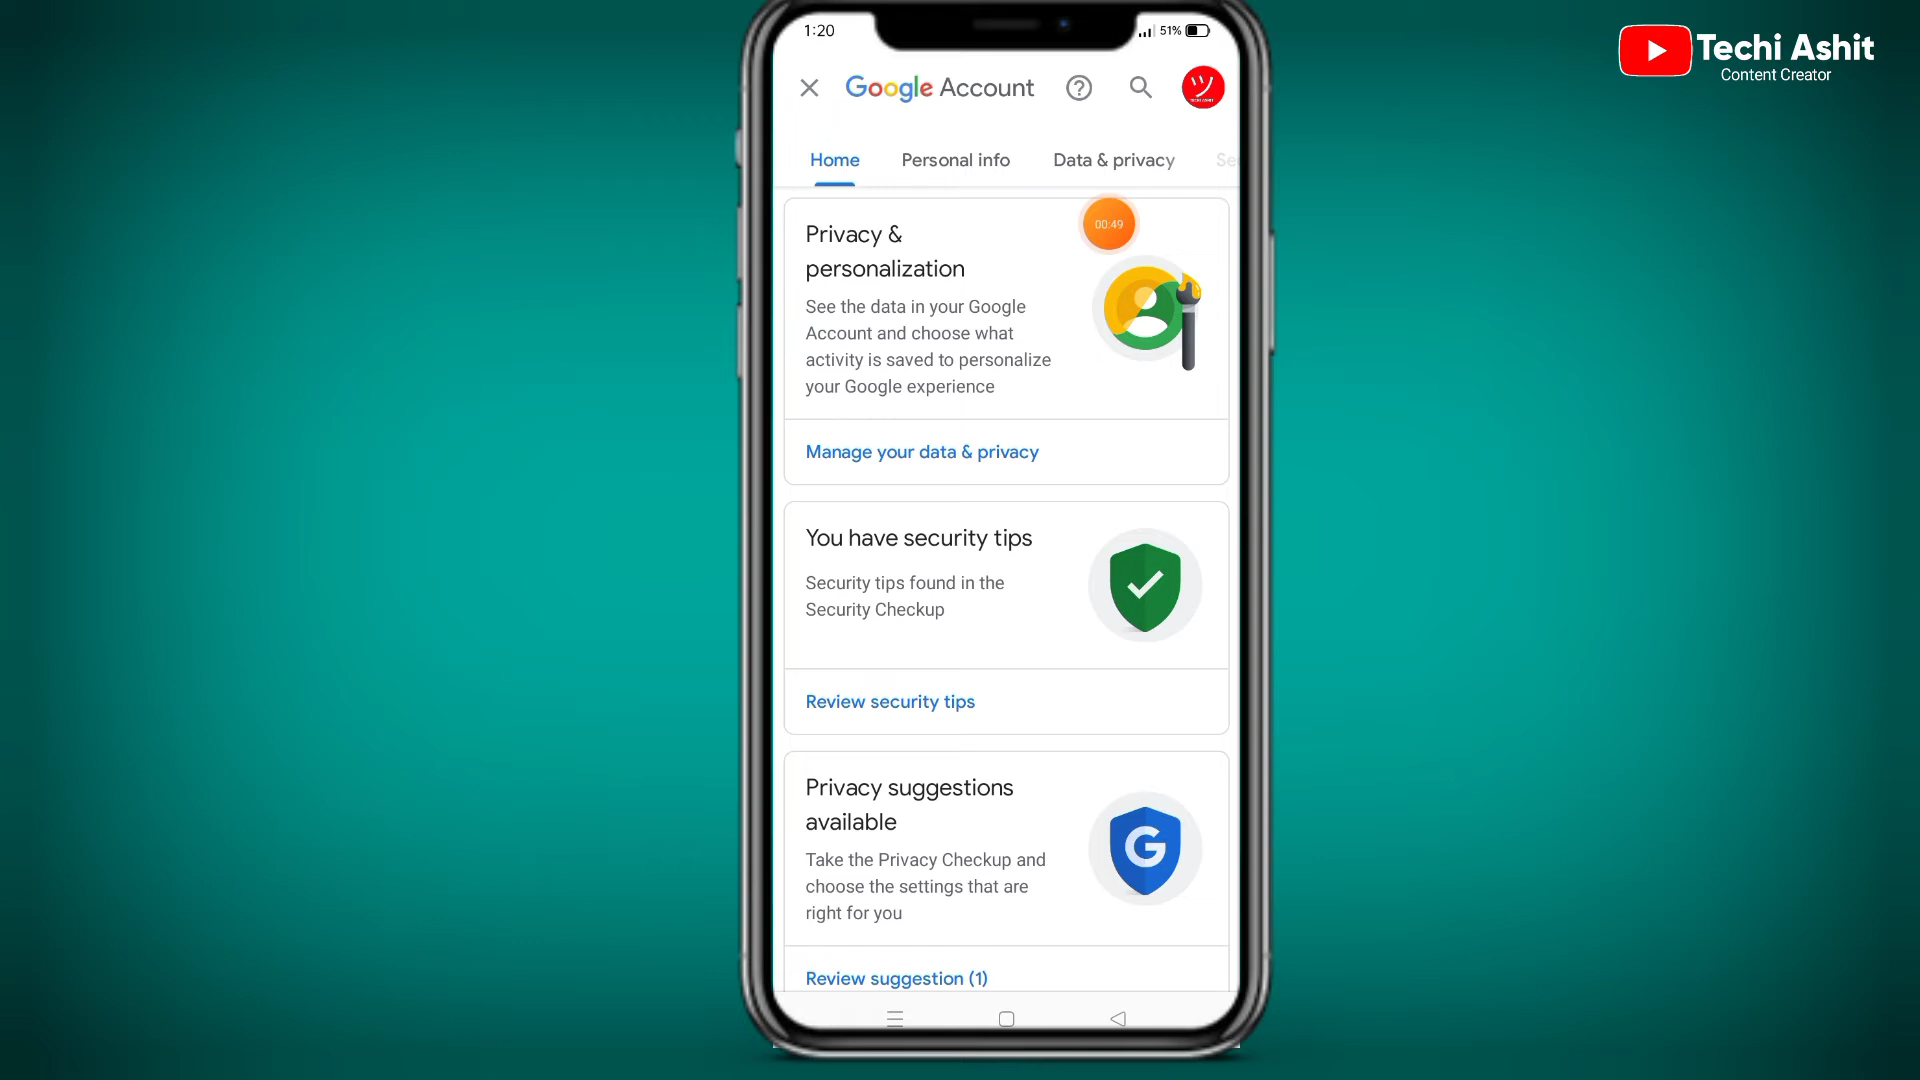 1:20
51%
Techi Ashit
Content Creator
Google Account
Home
Personal info
Data & privacy
Se
00:49
Privacy &
personalization
See the data in your Google
Account and choose what
activity is saved to personalize
your Google experience
Manage your data & privacy
You have security tips
Security tips found in the
Security Checkup
Review security tips
Privacy suggestions
available
Take the Privacy Checkup and
choose the settings that are
right for you
G
Review suggestion (1)